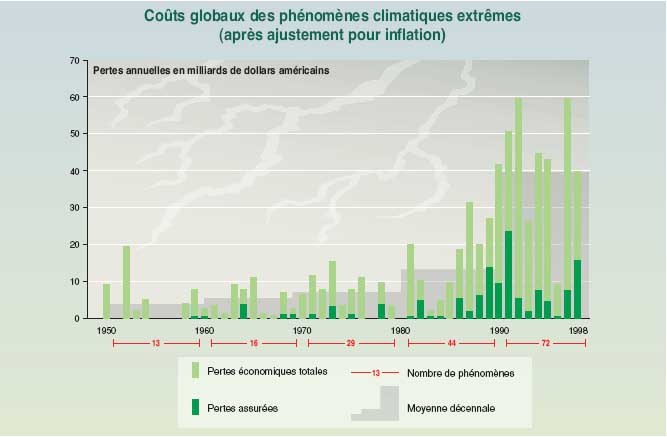 Coûts globaux des phénomènes climatiques extrêmes
(après ajustement pour inflation)
Pertes annuelles en milliards de dollars américains
70
60
50
40
30
20
10
0
1950 1960 1970 1980 1990 1998
13 16 29 44 72
Pertes économiques totales
13 Nombre de phénomènes
Pertes assurées
Moyenne décennale